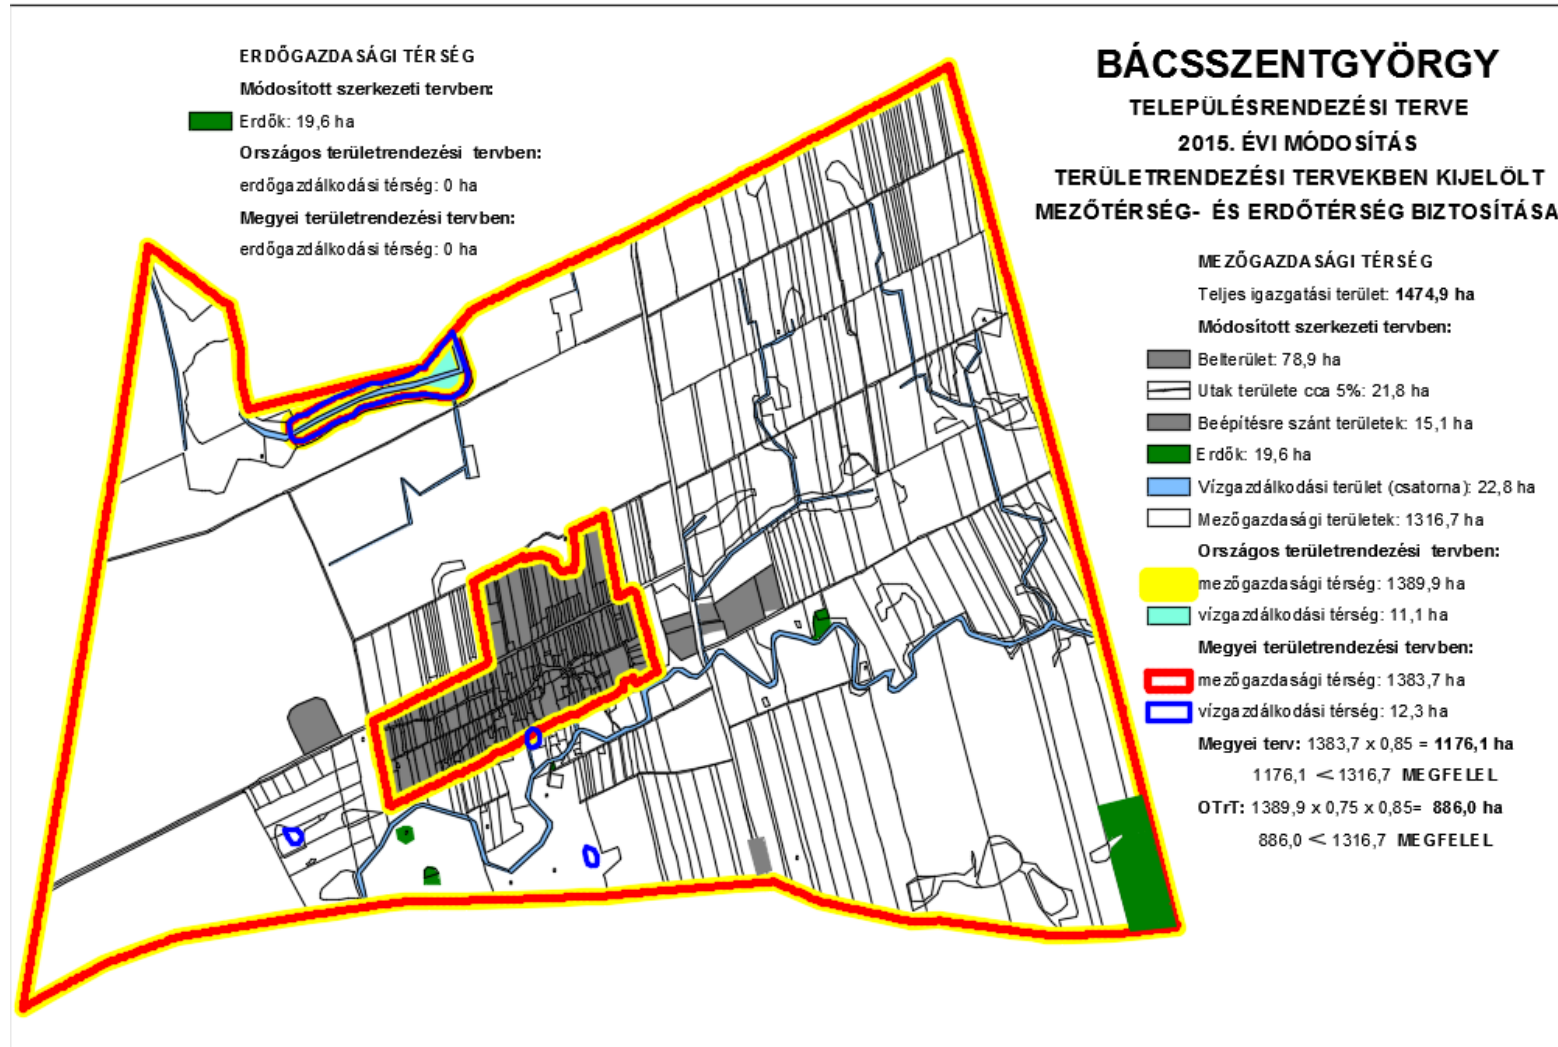 ERDŐGAZDASÁGI TÉRSÉG
Módosított szerkezeti tervben:
Erdők: 19,6 ha
Országos területrendezési tervben:
erdőgazdálkodási térség: 0 ha
Megyei területrendezési tervben:
erdőgazdálkodási térség: 0 ha
BÁCSSZENTGYÖRGY
TELEPÜLÉSRENDEZÉSI TERVE
2015. ÉVI MÓDOSÍTÁS
TERÜLETRENDEZÉSI TERVEKBEN KIJELÖLT
MEZŐTÉRSÉG- ÉS ERDŐTÉRSÉG BIZTOSÍTÁSA
MEZŐGAZDASÁGI TÉRSÉG
Teljes igazgatási terület: 1474,9 ha
Módosított szerkezeti tervben:
Belterület: 78,9 ha
Utak területe cca 5%: 21,8 ha
Beépítésre szánt területek: 15,1 ha
Erdők: 19,6 ha
Vízgazdálkodási terület (csatorna): 22,8 ha
Mezőgazdasági területek: 1316,7 ha
Országos területrendezési tervben:
mezőgazdasági térség: 1389,9 ha
vízgazdálkodási térség: 11,1 ha
Megyei területrendezési tervben:
mezőgazdasági térség: 1383,7 ha
vízgazdálkodási térség: 12,3 ha
Megyei terv: 1383,7 x 0,85 = 1176,1 ha
1176,1 < 1316,7 MEGFELEL
OTrT: 1389,9 x 0,75 x 0,85= 886,0 ha
886,0 < 1316,7 MEGFELEL